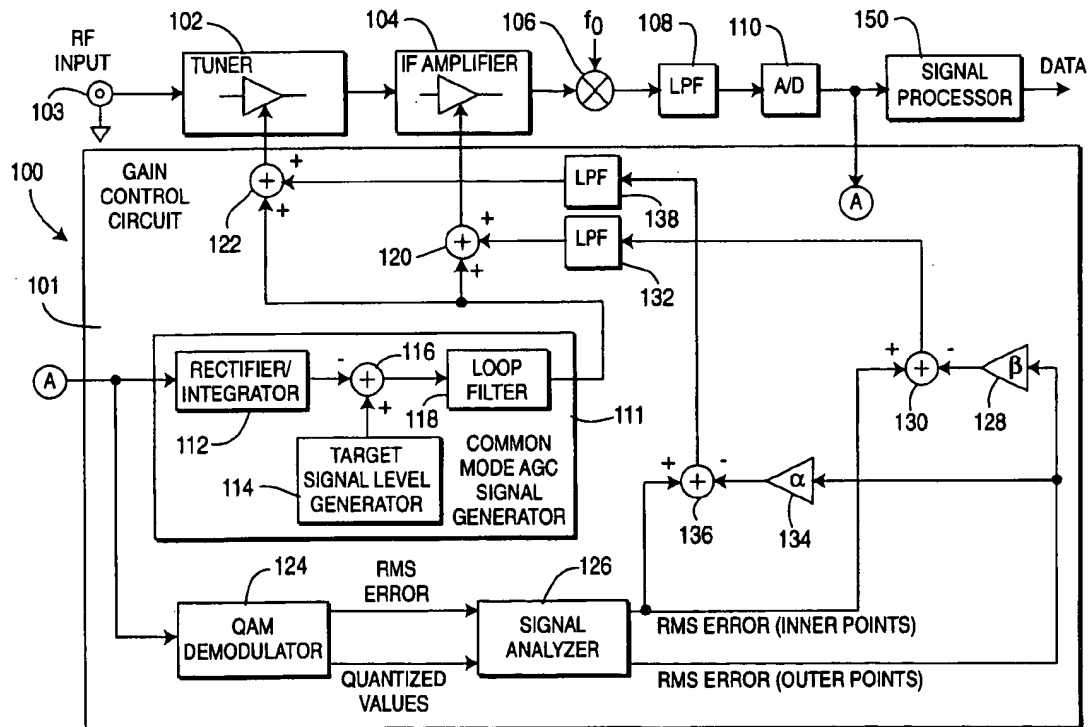 102
104
106
f0
108
110
150
RF
INPUT
103
TUNER
IF AMPLIFIER
LPF
A/D
SIGNAL
PROCESSOR
DATA
100
GAIN
CONTROL
CIRCUIT
122
+
+
+
120
+
+
+
LPF
138
LPF
132
A
101
A
RECTIFIER/
INTEGRATOR
112
-
+
+
116
LOOP
FILTER
118
111
TARGET
SIGNAL LEVEL
GENERATOR
114
COMMON
MODE AGC
SIGNAL
GENERATOR
+
+
-
130
β
128
+
+
-
136
α
134
124
QAM
DEMODULATOR
RMS
ERROR
QUANTIZED
VALUES
126
SIGNAL
ANALYZER
RMS ERROR (INNER POINTS)
RMS ERROR (OUTER POINTS)